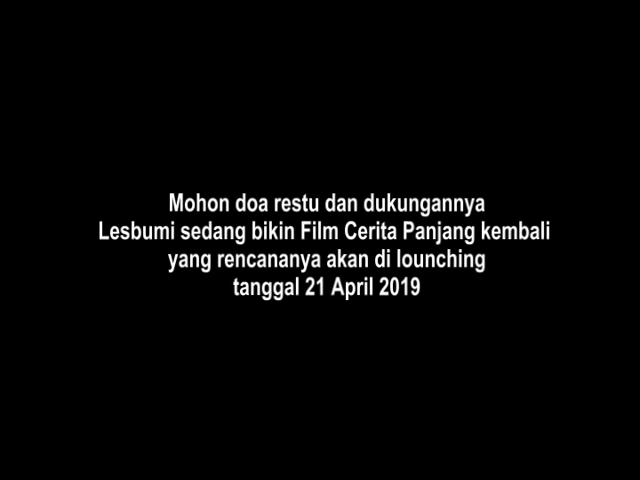 Mohon doa restu dan dukungannya
Lesbumi sedang bikin Film Cerita Panjang kembali
yang rencananya akan di lounching
tanggal 21 April 2019